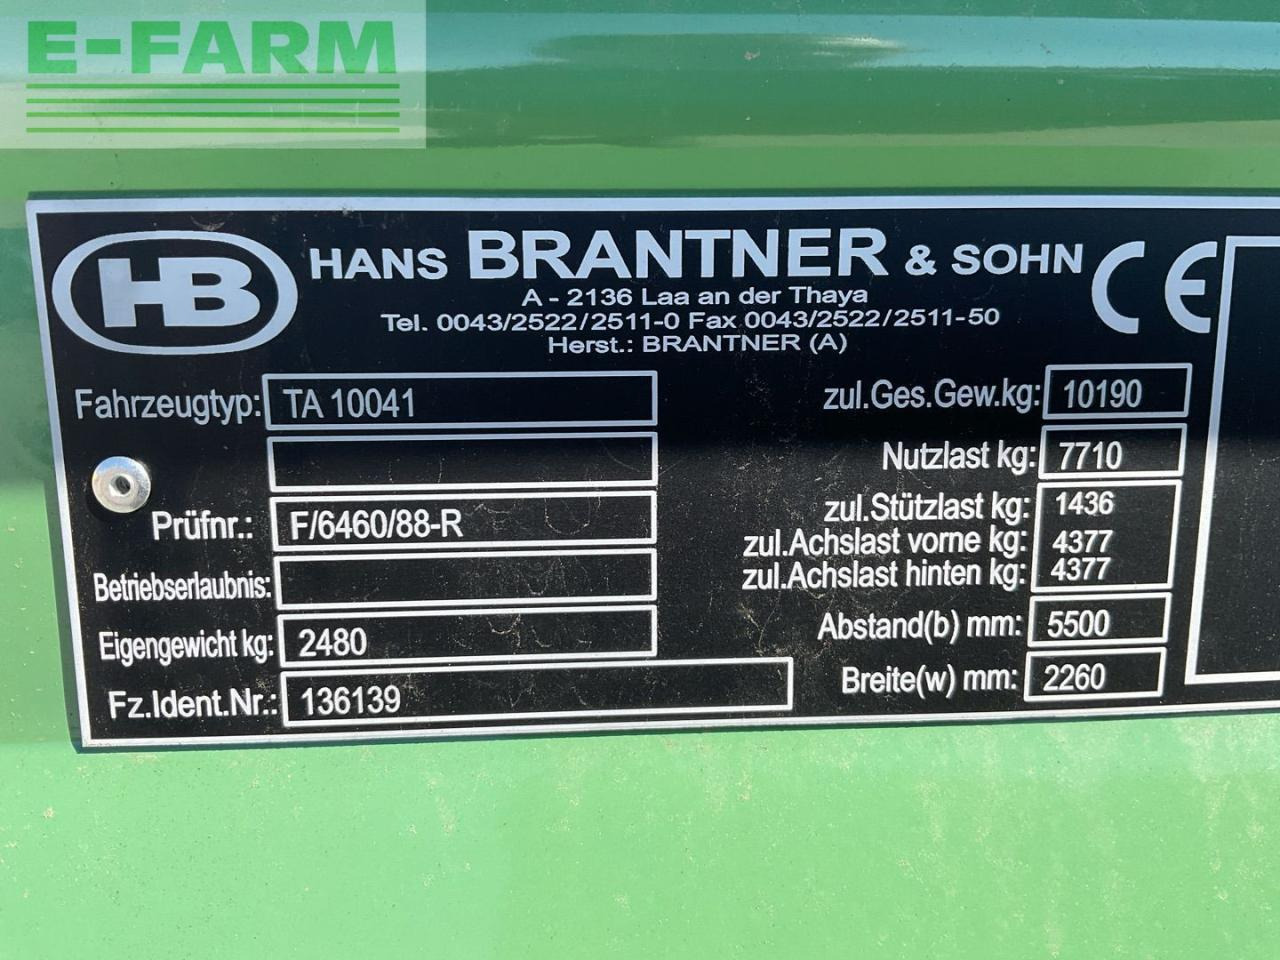 E-FARM
HB
HANS BRANTNER & SOHN CE
A - 2136 Laa an der Thaya
Tel. 0043/2522/2511-0 Fax 0043/2522/2511-50
Herst.: BRANTNER (A)
Fahrzeugtyp: TA 10041
Prüfnr.: F/6460/88-R
Betriebserlaubnis:
Eigengewicht kg: 2480
Fz.Ident.Nr.: 136139
zul.Ges.Gew.kg: 10190
Nutzlast kg: 7710
zul.Stützlast kg: 1436
zul.Achslast vorne kg: 4377
zul.Achslast hinten kg: 4377
Abstand(b) mm: 5500
Breite(w) mm: 2260